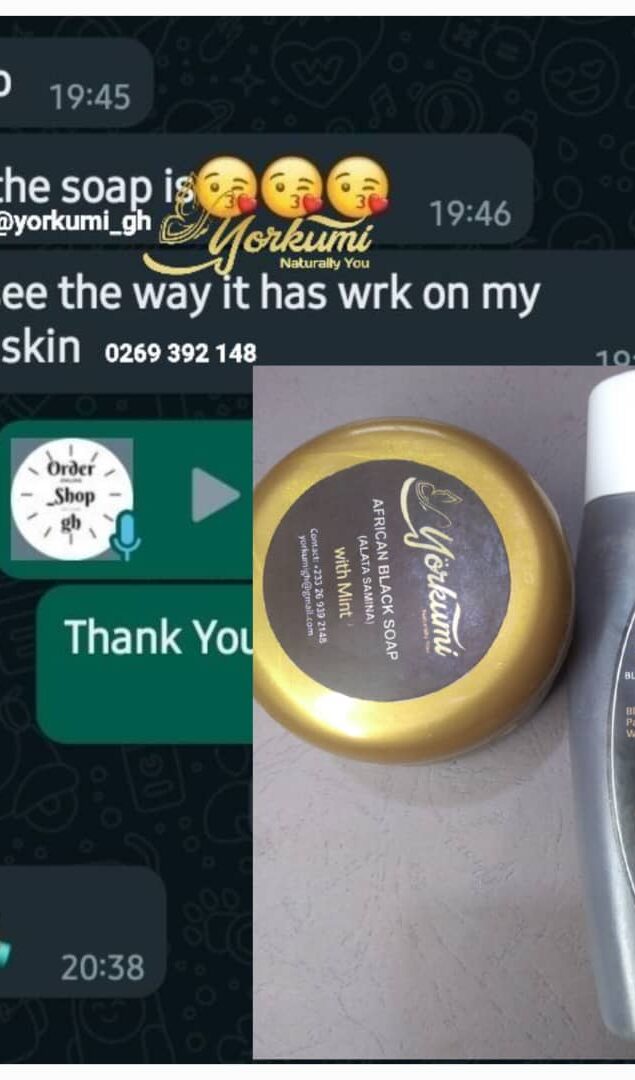 19:45
the soap is😘😘😘
19:46
@yorkumi_gh
Yorkumi
Naturally You
ee the way it has wrk on my
skin
0269 392 148
Order
Shop
gh
Thank You
20:38
Yorkumi
Naturally You
AFRICAN BLACK SOAP
(ALATA SAMINA)
with Mint
Contact: +233 26 939 2148
yorkumigh@gmail.com